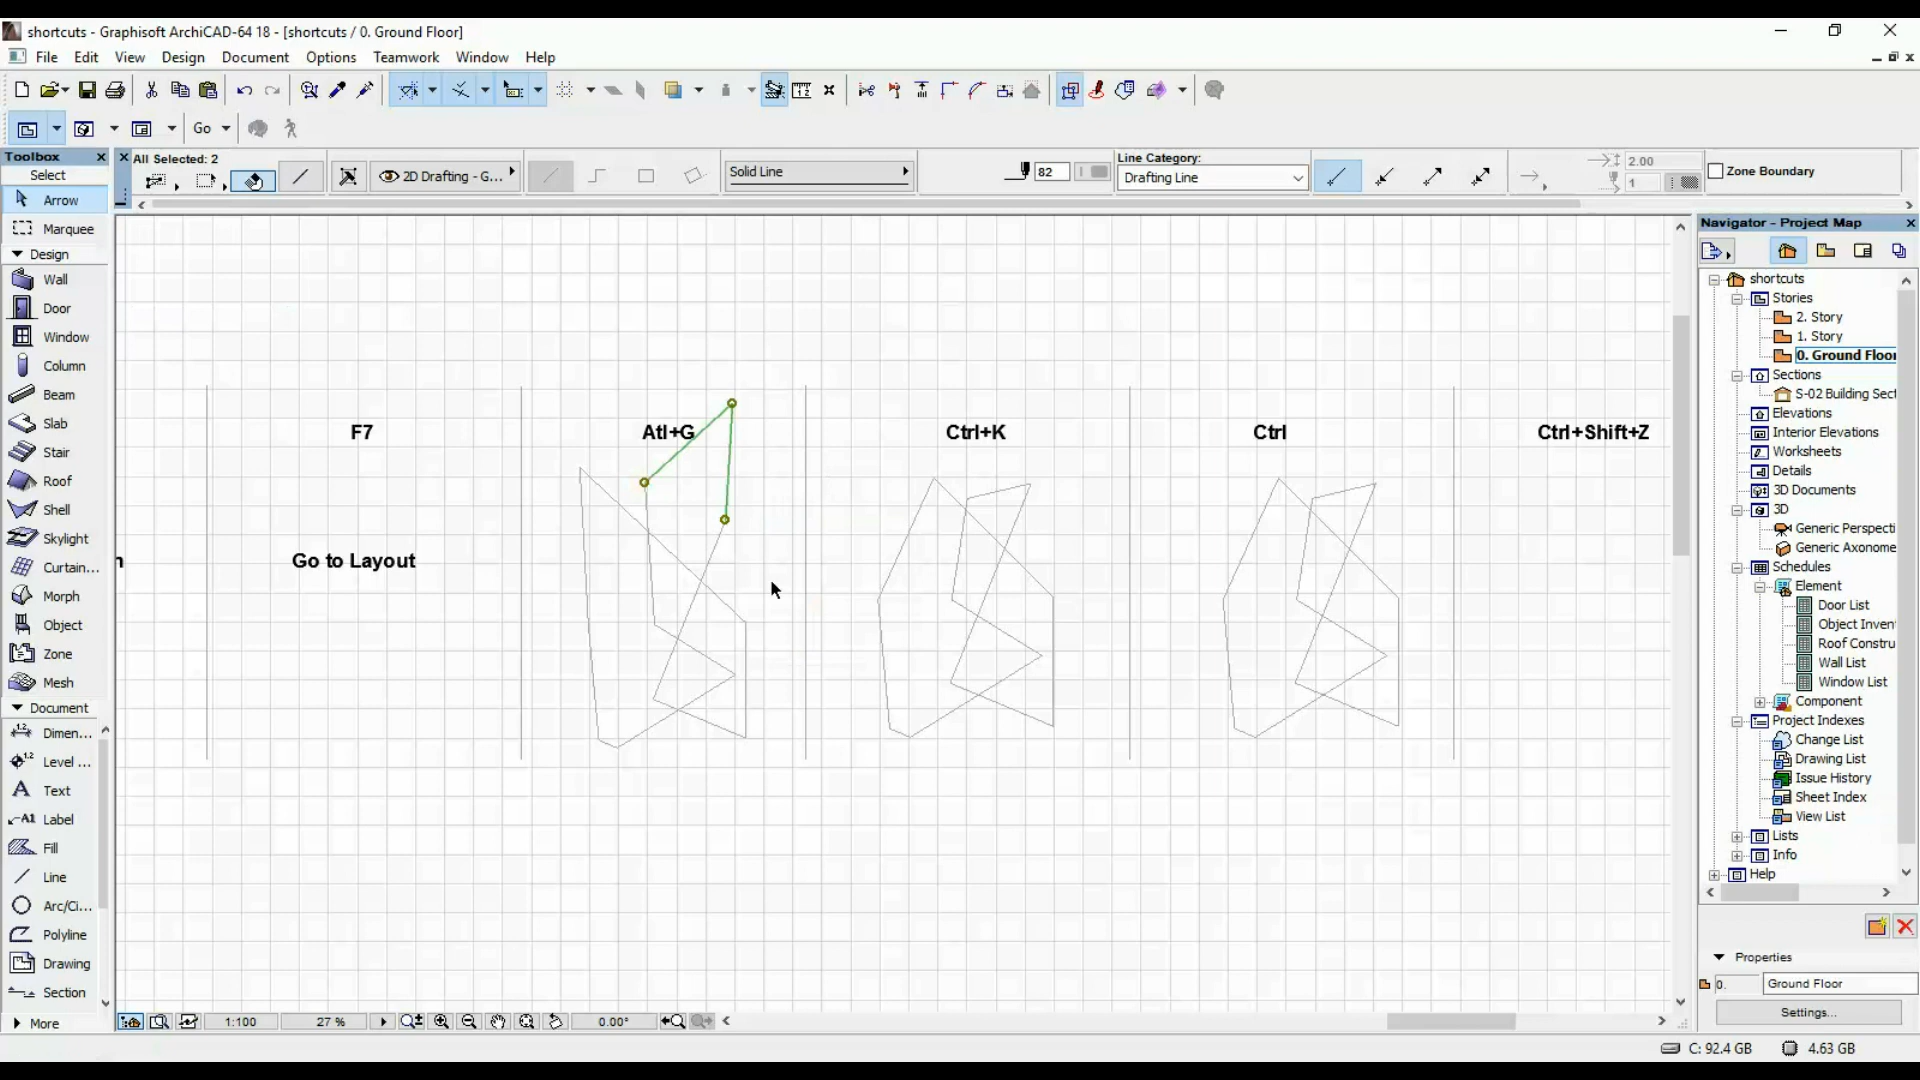 shortcuts - Graphisoft ArchiCAD-64 18 - [shortcuts / 0. Ground Floor]
File Edit View Design Document Options Teamwork Window Help
Go
Toolbox
Select
Arrow
Marquee
Design
Wall
Door
Window
Column
Beam
Slab
Stair
Roof
Shell
Skylight
Curtain...
Morph
Object
Zone
Mesh
Document
Dimen...
Level ...
Text
Label
Fill
Line
Arc/Ci...
Polyline
Drawing
Section
More
All Selected: 2
2D Drafting - G...
Solid Line
82
Line Category:
Drafting Line
2.00
1
Zone Boundary
F7
Go to Layout
Atl+G
Ctrl+K
Ctrl
Ctrl+Shift+Z
1:100
27 %
0.00°
Navigator - Project Map
shortcuts
Stories
2. Story
1. Story
0. Ground Floor
Sections
S-02 Building Sect
Elevations
Interior Elevations
Worksheets
Details
3D Documents
3D
Generic Perspecti
Generic Axonome
Schedules
Element
Door List
Object Inven
Roof Constru
Wall List
Window List
Component
Project Indexes
Change List
Drawing List
Issue History
Sheet Index
View List
Lists
Info
Help
Properties
0.
Ground Floor
Settings...
C: 92.4 GB
4.63 GB